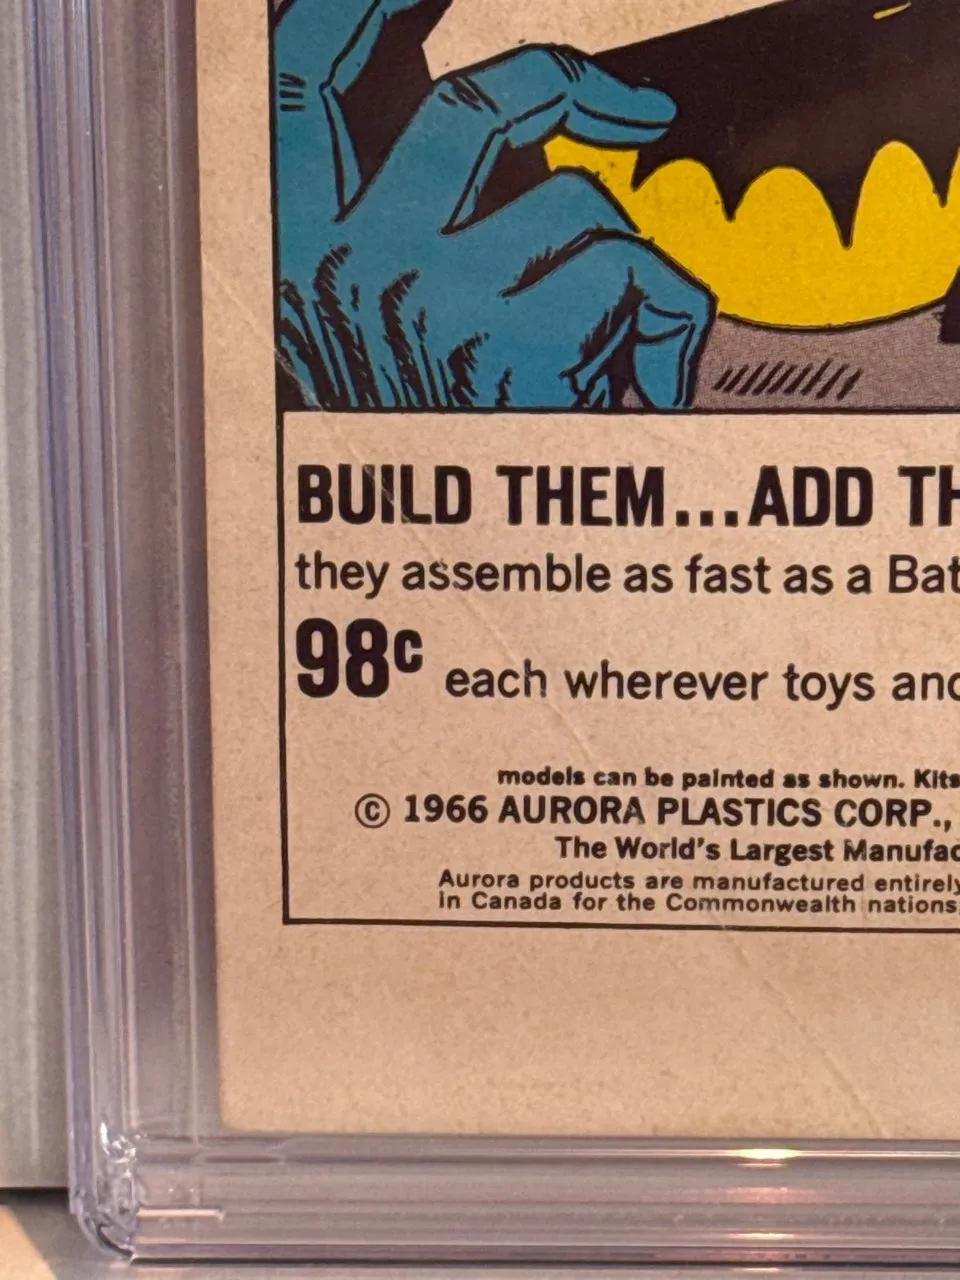 BUILD THEM...ADD TH
they assemble as fast as a Bat
98c each wherever toys and
models can be painted as shown. Kits
© 1966 AURORA PLASTICS CORP.,
The World's Largest Manufac
Aurora products are manufactured entirely
in Canada for the Commonwealth nations,